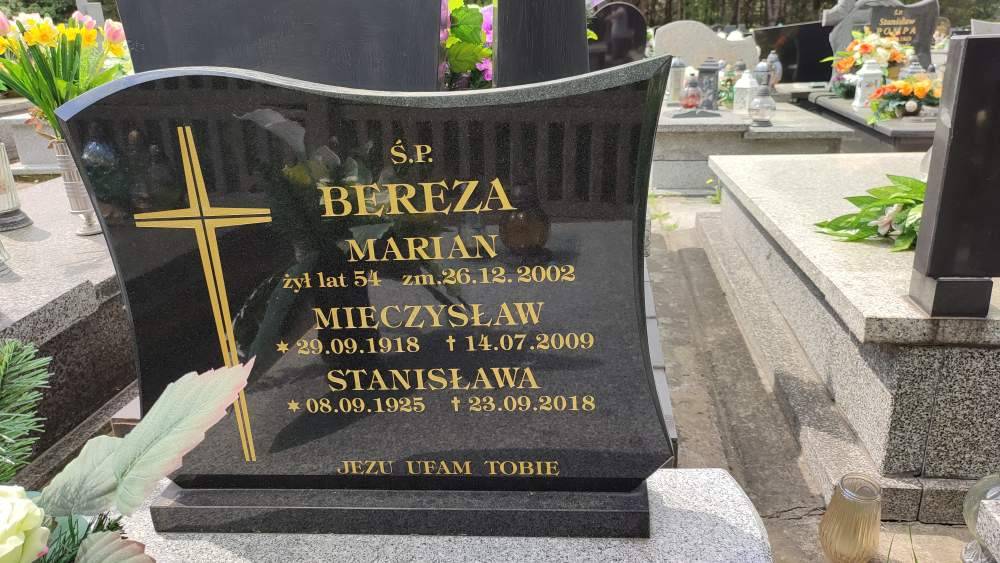 Ś.P.
BEREZA
MARIAN
żył lat 54 zm.26.12.2002
MIECZYSŁAW
✶ 29.09.1918 † 14.07.2009
STANISŁAWA
✶ 08.09.1925 † 23.09.2018
JEZU UFAM TOBIE
Stanisław